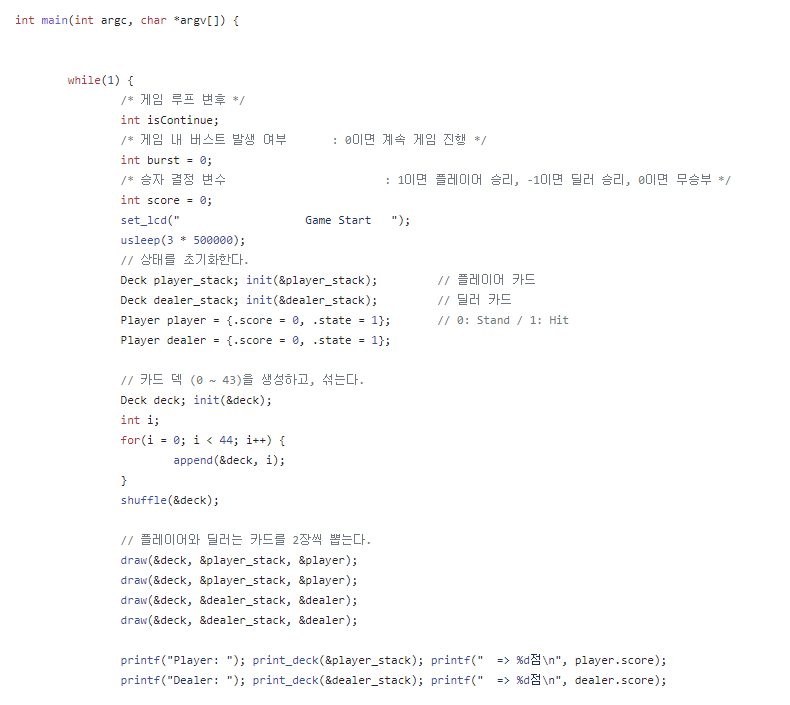 int main(int argc, char *argv[]) {
while(1) {
/* 게임 루프 변후 */
int isContinue;
/* 게임 내 버스트 발생 여부 : 0이면 계속 게임 진행 */
int burst = 0;
/* 승자 결정 변수 : 1이면 플레이어 승리, -1이면 딜러 승리, 0이면 무승부 */
int score = 0;
set_lcd("                   Game Start   ");
usleep(3 * 500000);
// 상태를 초기화한다.
Deck player_stack; init(&player_stack); // 플레이어 카드
Deck dealer_stack; init(&dealer_stack); // 딜러 카드
Player player = {.score = 0, .state = 1}; // 0: Stand / 1: Hit
Player dealer = {.score = 0, .state = 1};
// 카드 덱 (0 ~ 43)을 생성하고, 섞는다.
Deck deck; init(&deck);
int i;
for(i = 0; i < 44; i++) {
append(&deck, i);
}
shuffle(&deck);
// 플레이어와 딜러는 카드를 2장씩 뽑는다.
draw(&deck, &player_stack, &player);
draw(&deck, &player_stack, &player);
draw(&deck, &dealer_stack, &dealer);
draw(&deck, &dealer_stack, &dealer);
printf("Player: "); print_deck(&player_stack); printf("  => %d점\n", player.score);
printf("Dealer: "); print_deck(&dealer_stack); printf("  => %d점\n", dealer.score);